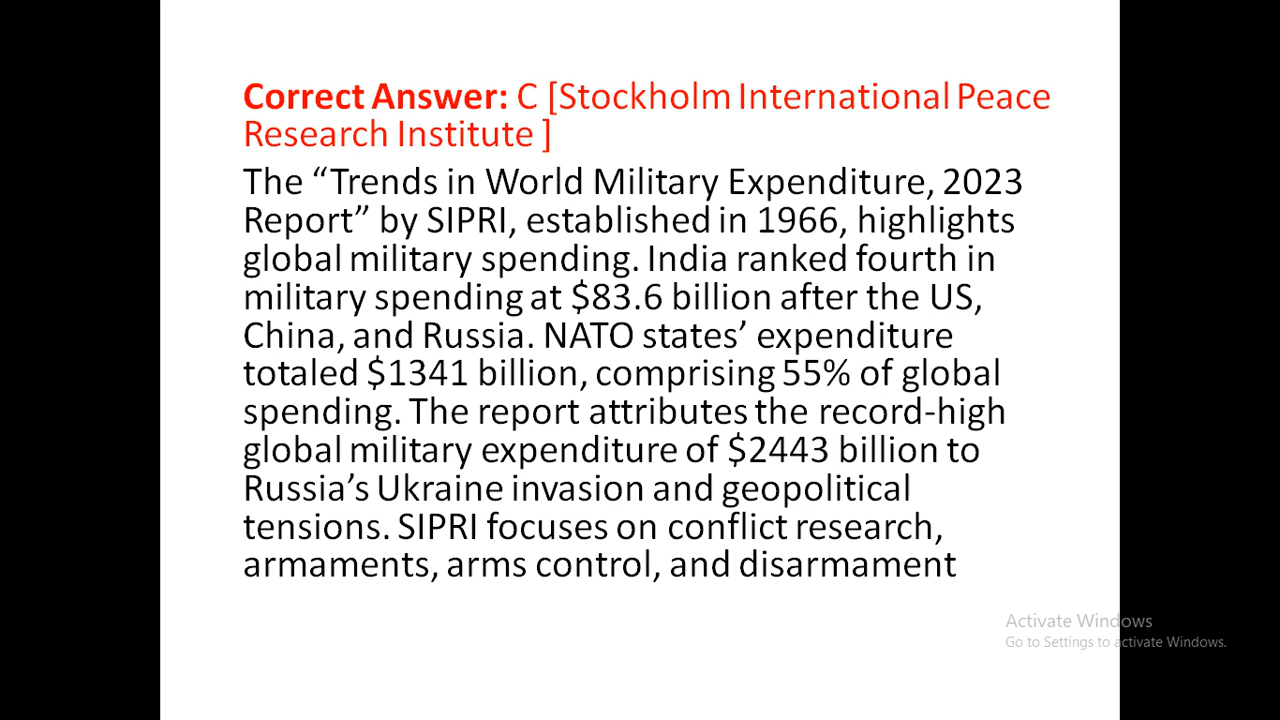 Correct Answer: C [Stockholm International Peace
Research Institute ]
The “Trends in World Military Expenditure, 2023
Report” by SIPRI, established in 1966, highlights
global military spending. India ranked fourth in
military spending at $83.6 billion after the US,
China, and Russia. NATO states’ expenditure
totaled $1341 billion, comprising 55% of global
spending. The report attributes the record-high
global military expenditure of $2443 billion to
Russia’s Ukraine invasion and geopolitical
tensions. SIPRI focuses on conflict research,
armaments, arms control, and disarmament
Activate Windows
Go to Settings to activate Windows.